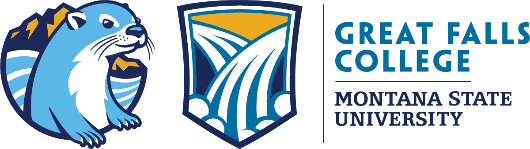 GREAT FALLS
COLLEGE
MONTANA STATE
UNIVERSITY